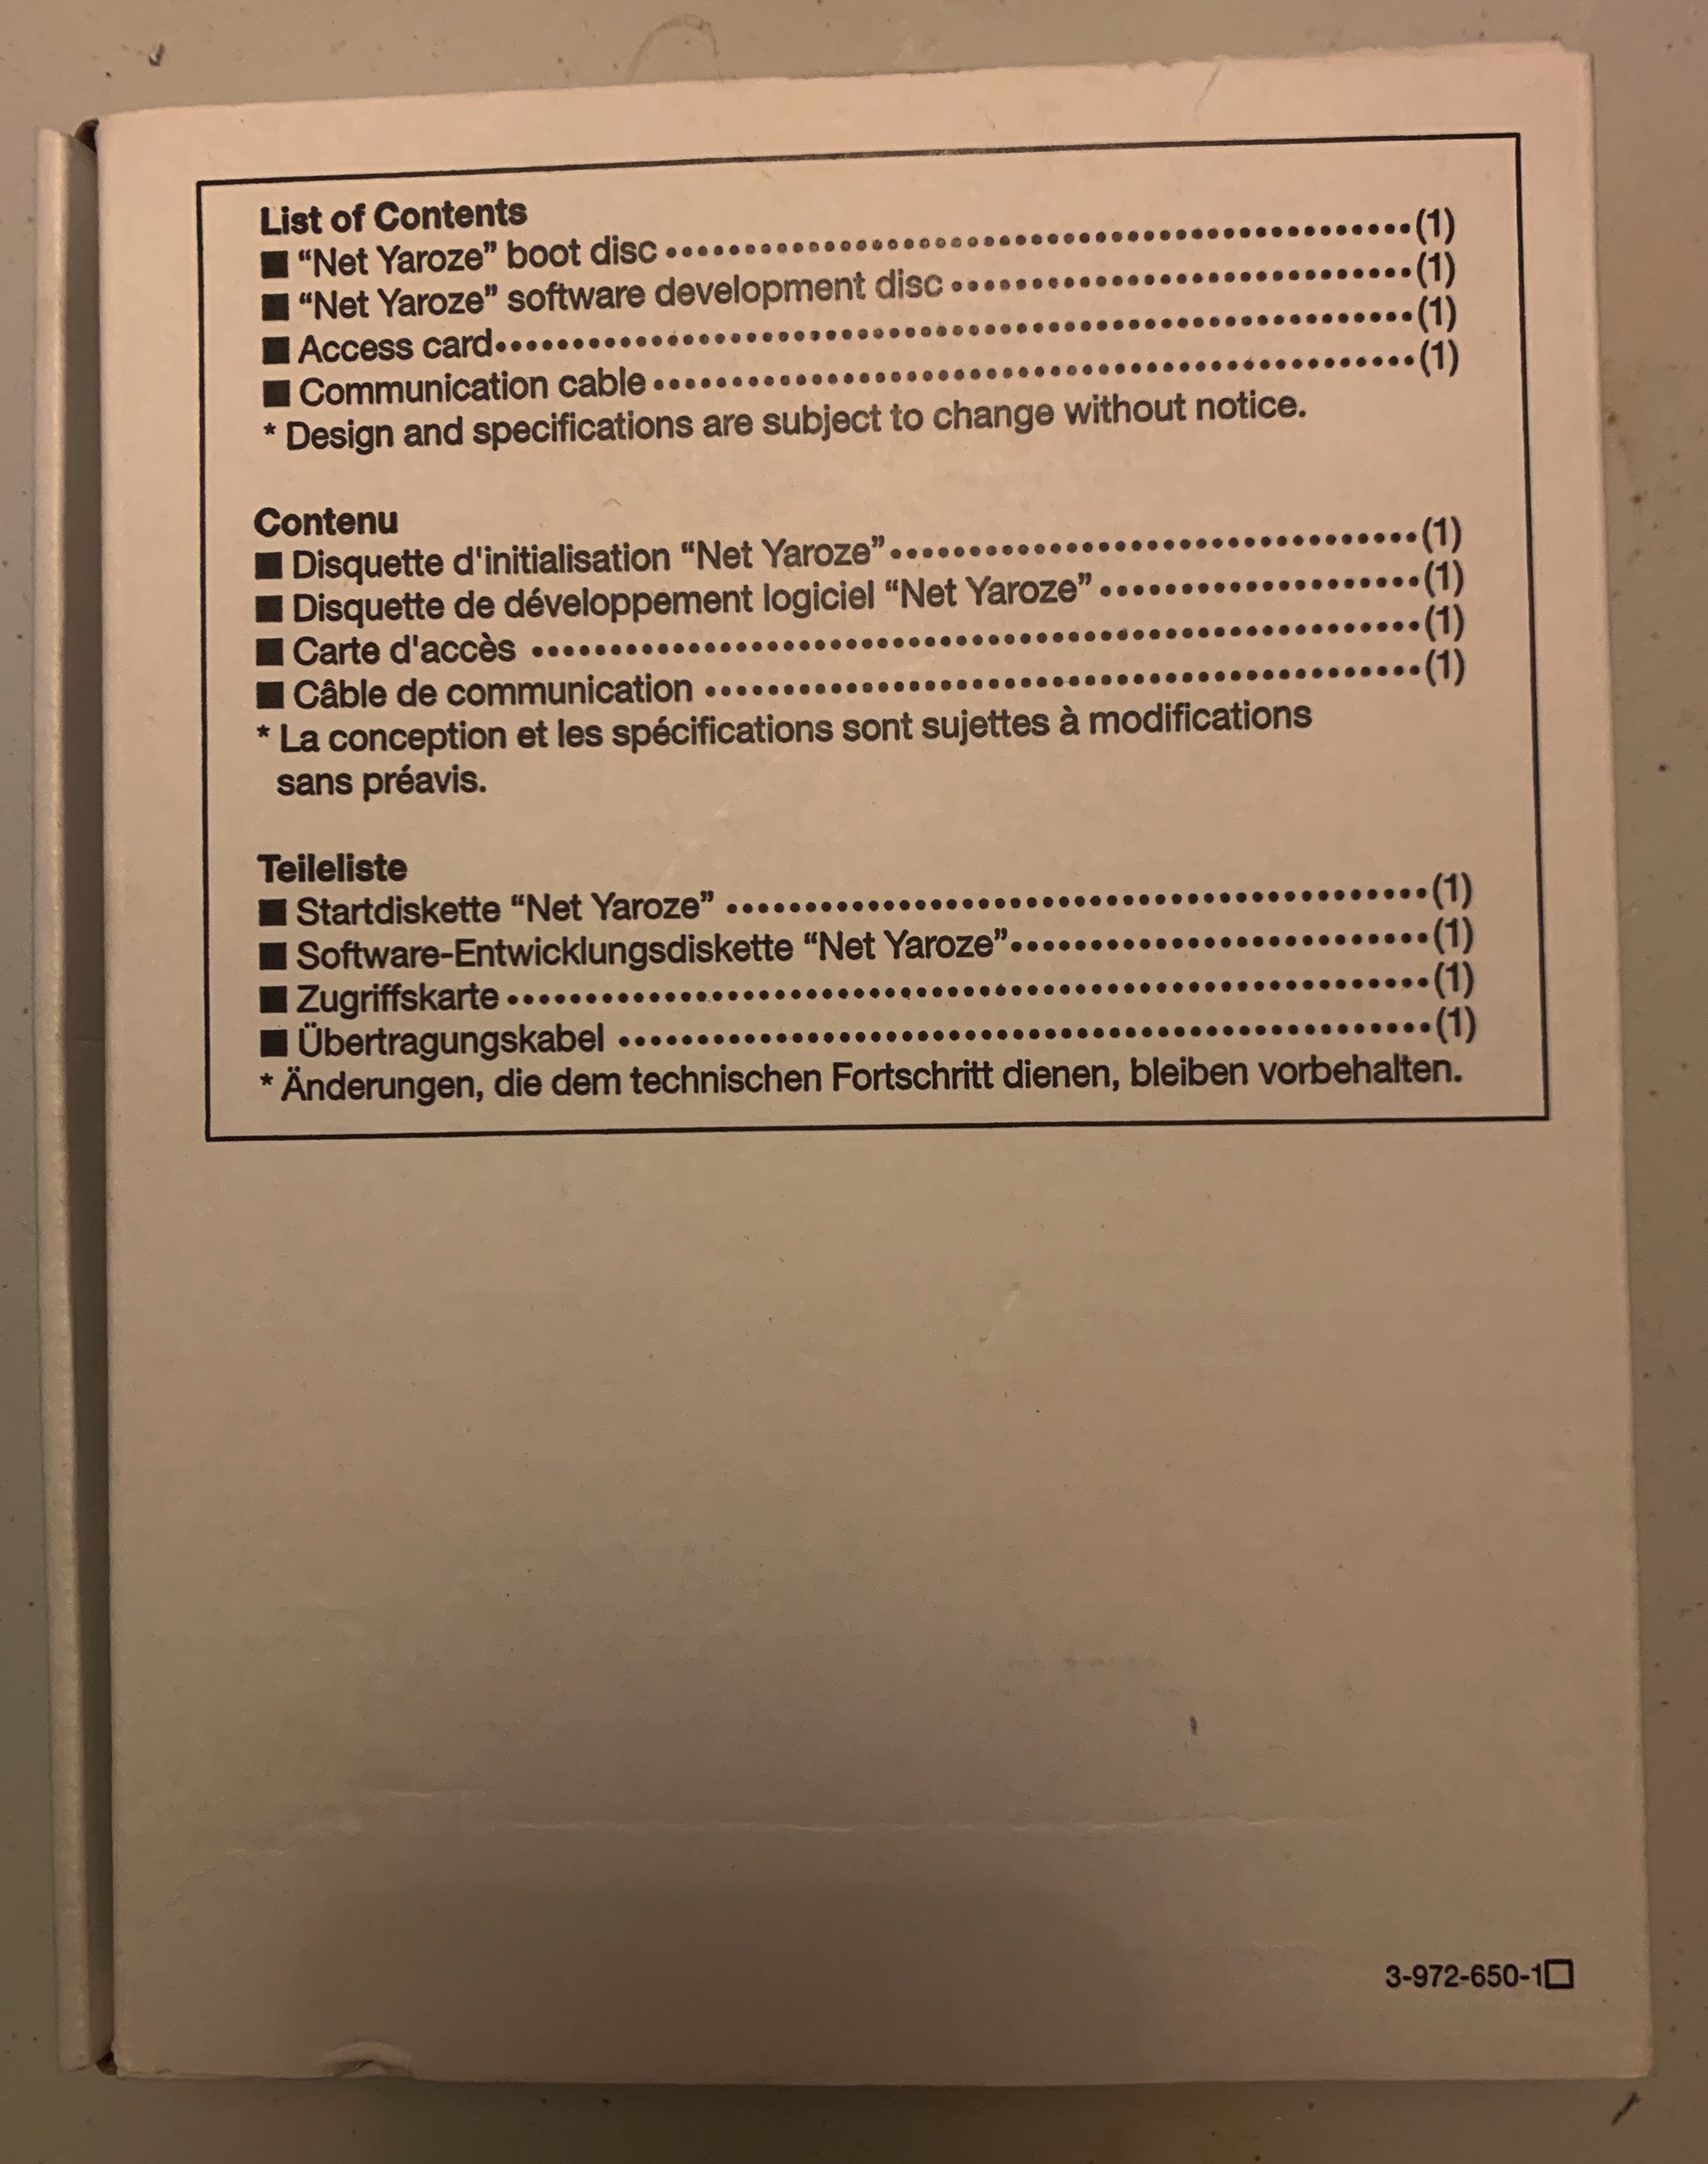 List of Contents
■ “Net Yaroze” boot disc ........................................ (1)
■ “Net Yaroze” software development disc ........................................ (1)
■ Access card ........................................ (1)
■ Communication cable ........................................ (1)
* Design and specifications are subject to change without notice.
Contenu
■ Disquette d'initialisation “Net Yaroze” ........................................ (1)
■ Disquette de développement logiciel “Net Yaroze” ........................................ (1)
■ Carte d'accès ........................................ (1)
■ Câble de communication ........................................ (1)
* La conception et les spécifications sont sujettes à modifications
sans préavis.
Teileliste
■ Startdiskette “Net Yaroze” ........................................ (1)
■ Software-Entwicklungsdiskette “Net Yaroze” ........................................ (1)
■ Zugriffskarte ........................................ (1)
■ Übertragungskabel ........................................ (1)
* Änderungen, die dem technischen Fortschritt dienen, bleiben vorbehalten.
3-972-650-1□